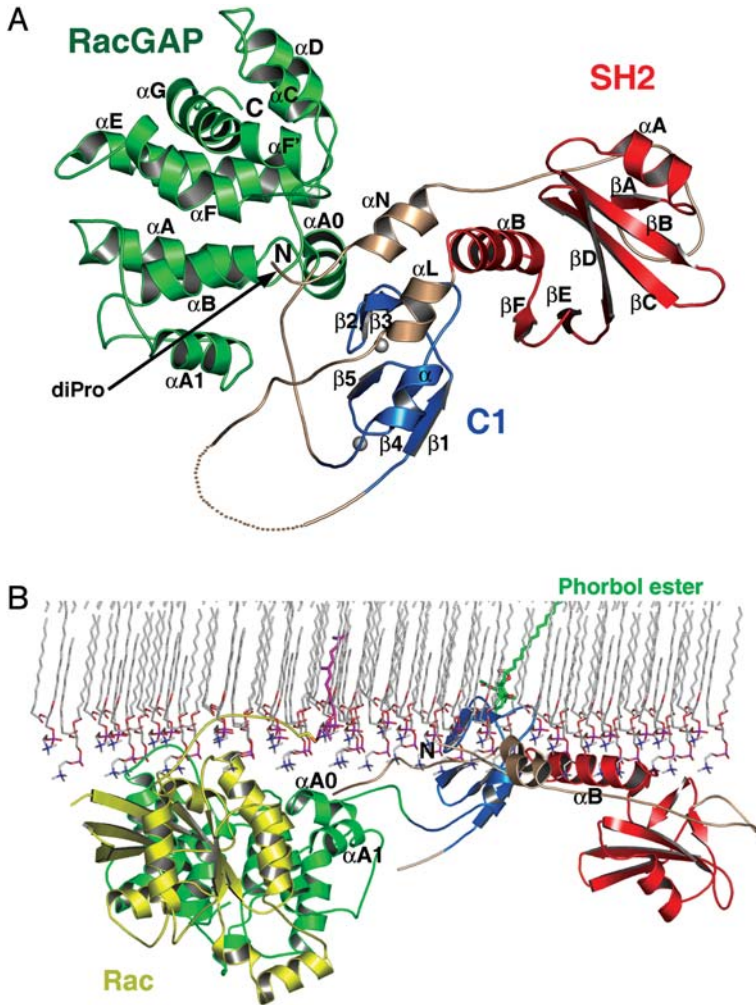 A
RacGAP
αD
SH2
αG
C
αC
αE
αF'
αA
αN
βA
αF
αA0
βB
αA
N
αB
βD
αL
αB
β2
β3
βF
βE
βC
αA1
diPro
β5
α
C1
β4
β1
B
Phorbol ester
N
αA0
αB
αA1
Rac